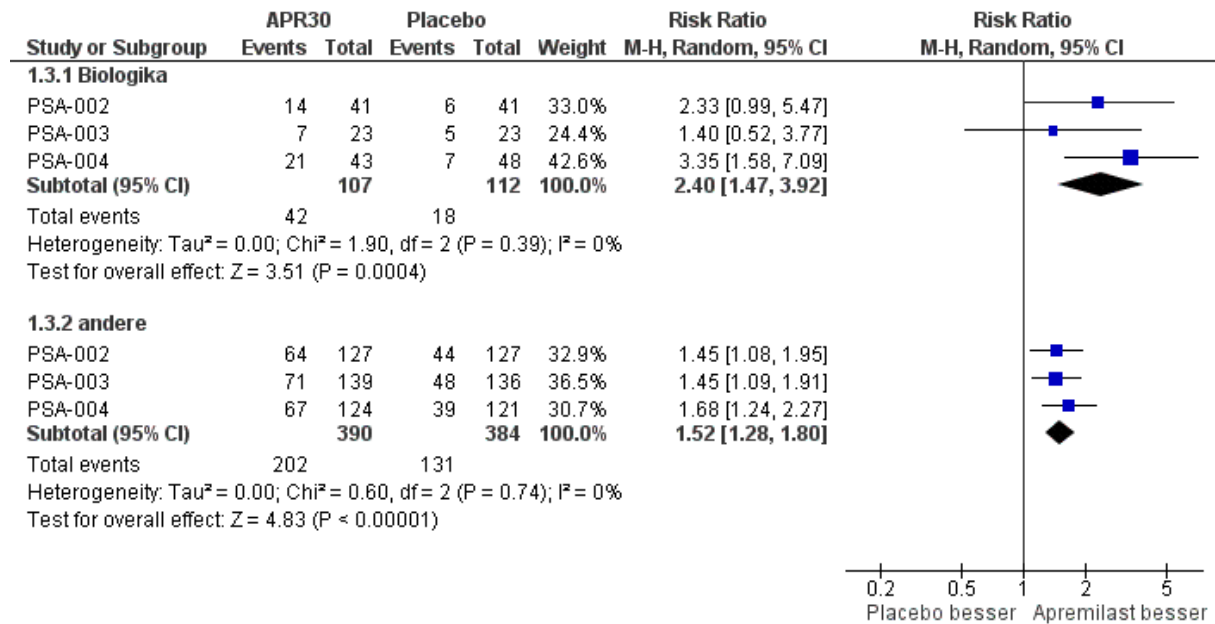 APR30 Placebo Risk Ratio Risk Ratio
Study or Subgroup Events Total Events Total Weight M-H, Random, 95% CI M-H, Random, 95% CI
1.3.1 Biologika
PSA-002 14 41 6 41 33.0% 2.33 [0.99, 5.47]
PSA-003 7 23 5 23 24.4% 1.40 [0.52, 3.77]
PSA-004 21 43 7 48 42.6% 3.35 [1.58, 7.09]
Subtotal (95% CI) 107 112 100.0% 2.40 [1.47, 3.92]
Total events 42 18
Heterogeneity: Tau² = 0.00; Chi² = 1.90, df = 2 (P = 0.39); I² = 0%
Test for overall effect: Z = 3.51 (P = 0.0004)
1.3.2 andere
PSA-002 64 127 44 127 32.9% 1.45 [1.08, 1.95]
PSA-003 71 139 48 136 36.5% 1.45 [1.09, 1.91]
PSA-004 67 124 39 121 30.7% 1.68 [1.24, 2.27]
Subtotal (95% CI) 390 384 100.0% 1.52 [1.28, 1.80]
Total events 202 131
Heterogeneity: Tau² = 0.00; Chi² = 0.60, df = 2 (P = 0.74); I² = 0%
Test for overall effect: Z = 4.83 (P < 0.00001)
0.2 0.5 1 2 5
Placebo besser Apremilast besser